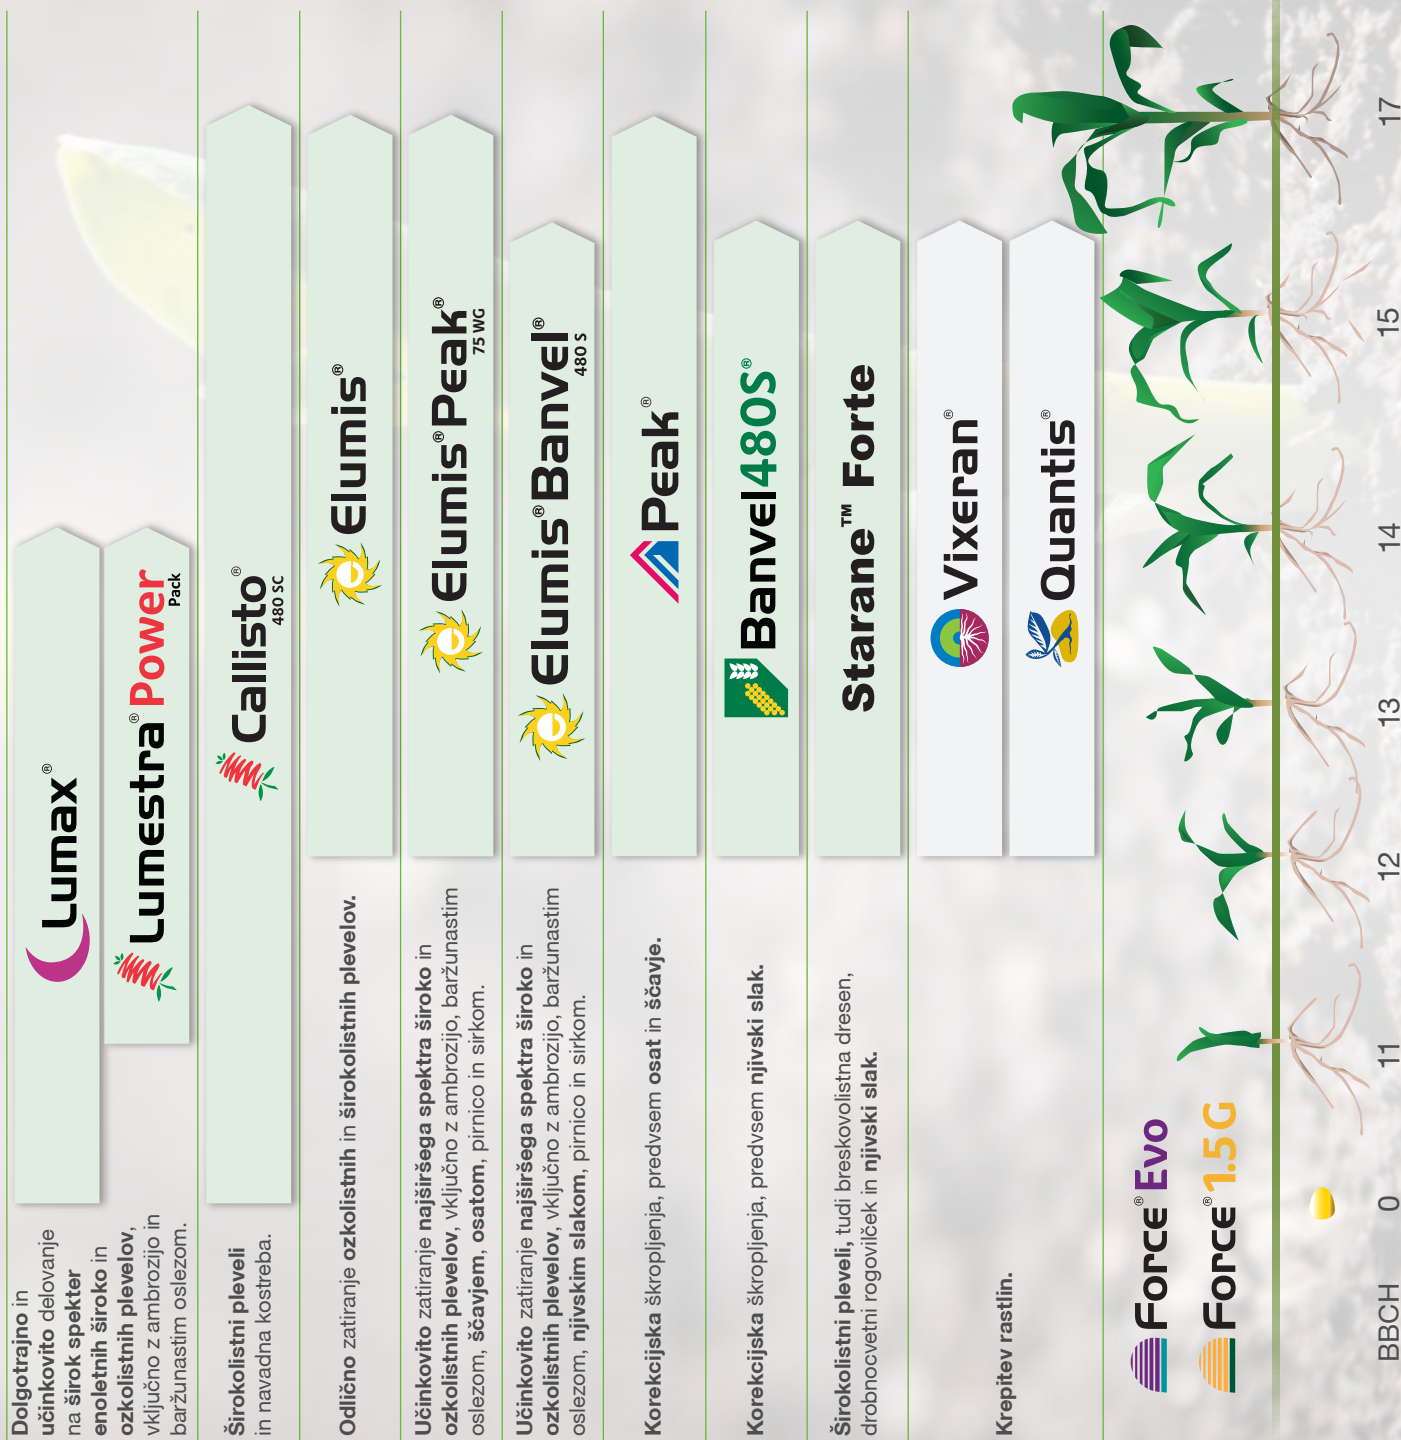 Dolgotrajno in
učinkovito delovanje
na širok spekter
enoletnih široko in
ozkolistnih plevelov,
vključno z ambrozijo in
baržunastim oslezom.
Lumax®
Lumestra® Power
Pack
Širokolistni pleveli
in navadna kostreba.
Callisto®
480 SC
Odlično zatiranje ozkolistnih in širokolistnih plevelov.
Elumis®
Učinkovito zatiranje najširšega spektra široko in
ozkolistnih plevelov, vključno z ambrozijo, baržunastim
oslezom, ščavjem, osatom, pirnico in sirkom.
Elumis® Peak®
75 WG
Učinkovito zatiranje najširšega spektra široko in
ozkolistnih plevelov, vključno z ambrozijo, baržunastim
oslezom, njivskim slakom, pirnico in sirkom.
Elumis® Banvel®
480 S
Korekcijska škropljenja, predvsem osat in ščavje.
Peak®
Korekcijska škropljenja, predvsem njivski slak.
Banvel480S®
Širokolistni pleveli, tudi breskovolistna dresen,
drobnocvetni rogovilček in njivski slak.
Starane™ Forte
Krepitev rastlin.
Vixeran®
Quantis®
Force® Evo
Force® 1.5 G
BBCH 0 11 12 13 14 15 17